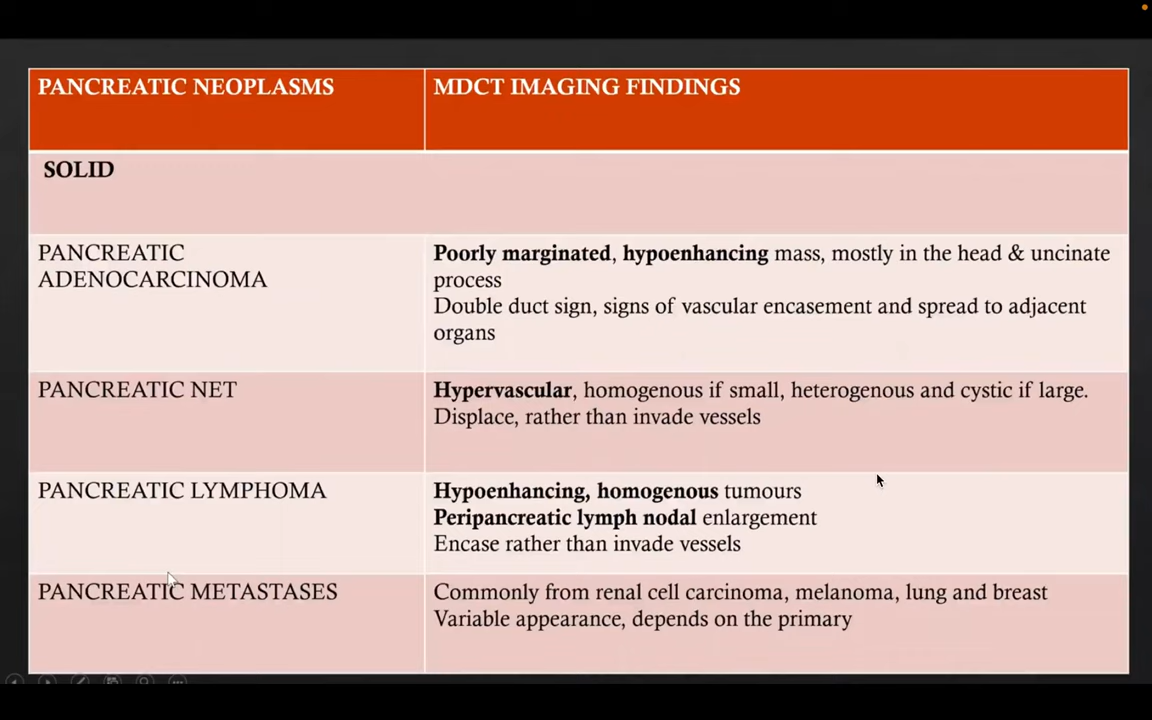 PANCREATIC NEOPLASMS
MDCT IMAGING FINDINGS
SOLID
PANCREATIC
ADENOCARCINOMA
Poorly marginated, hypoenhancing mass, mostly in the head & uncinate
process
Double duct sign, signs of vascular encasement and spread to adjacent
organs
PANCREATIC NET
Hypervascular, homogenous if small, heterogenous and cystic if large.
Displace, rather than invade vessels
PANCREATIC LYMPHOMA
Hypoenhancing, homogenous tumours
Peripancreatic lymph nodal enlargement
Encase rather than invade vessels
PANCREATIC METASTASES
Commonly from renal cell carcinoma, melanoma, lung and breast
Variable appearance, depends on the primary